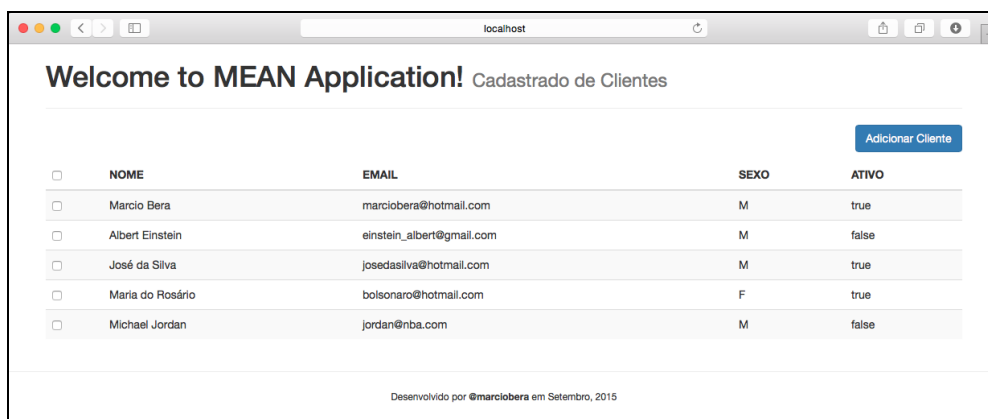 localhost
Welcome to MEAN Application! Cadastrado de Clientes
Adicionar Cliente
NOME EMAIL SEXO ATIVO
Marcio Bera marciobera@hotmail.com M true
Albert Einstein einstein_albert@gmail.com M false
José da Silva josedasilva@hotmail.com M true
Maria do Rosário bolsonaro@hotmail.com F true
Michael Jordan jordan@nba.com M false
Desenvolvido por @marciobera em Setembro, 2015